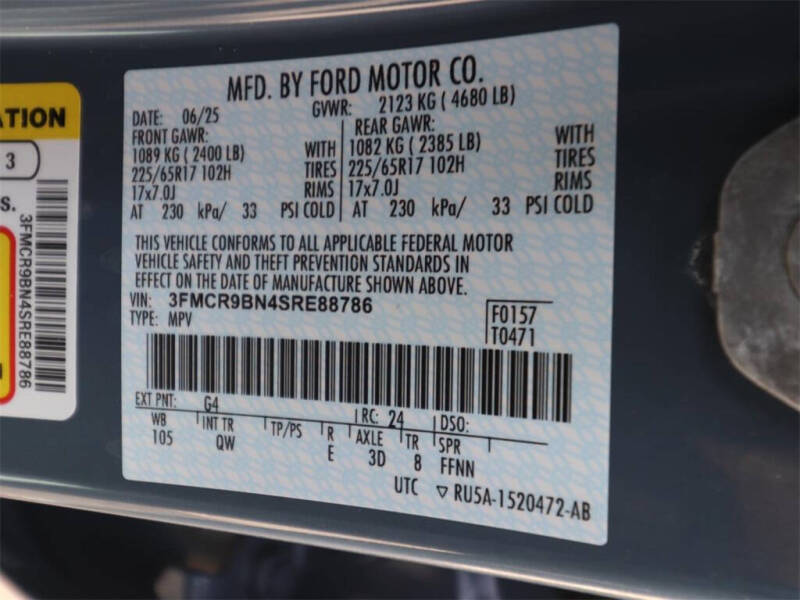 ATION
3
s.
3FMCR9BN4SRE88786
MFD. BY FORD MOTOR CO.
DATE: 06/25 GVWR: 2123 KG ( 4680 LB)
FRONT GAWR: REAR GAWR:
1089 KG ( 2400 LB) WITH 1082 KG ( 2385 LB) WITH
225/65R17 102H TIRES 225/65R17 102H TIRES
17x7.0J RIMS 17x7.0J RIMS
AT 230 kPa/ 33 PSI COLD AT 230 kPa/ 33 PSI COLD
THIS VEHICLE CONFORMS TO ALL APPLICABLE FEDERAL MOTOR
VEHICLE SAFETY AND THEFT PREVENTION STANDARDS IN
EFFECT ON THE DATE OF MANUFACTURE SHOWN ABOVE.
VIN: 3FMCR9BN4SRE88786 F0157
TYPE: MPV T0471
EXT PNT: G4 RC: 24 DSO:
WB INT TR TP/PS R AXLE TR SPR
105 QW E 3D 8 FFNN
UTC ▽ RU5A-1520472-AB